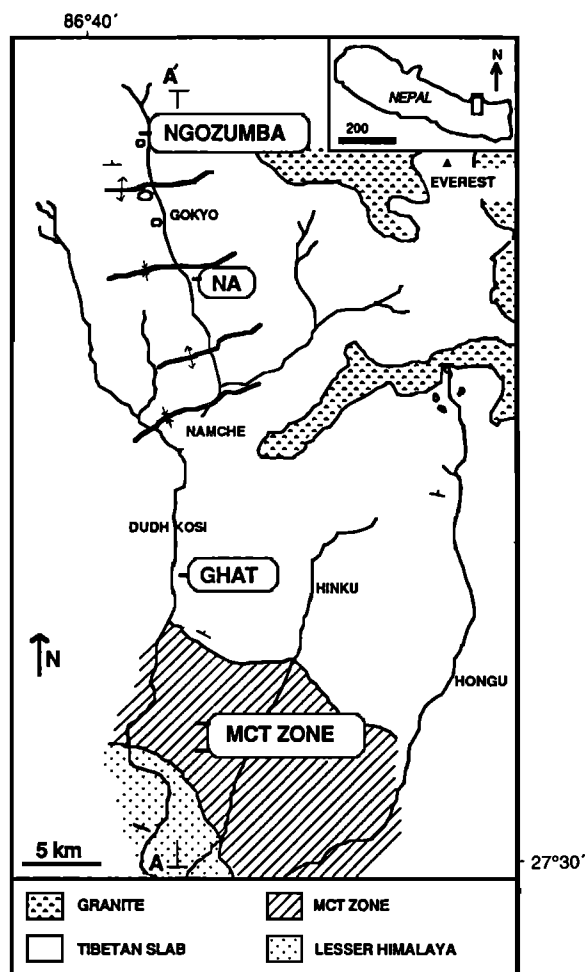 86°40'
A'
NGOZUMBA
NEPAL
N
200
EVEREST
GOKYO
NA
NAMCHE
DUDH KOSI
GHAT
HINKU
N
HONGU
MCT ZONE
5 km
A
27°30'
GRANITE
MCT ZONE
TIBETAN SLAB
LESSER HIMALAYA